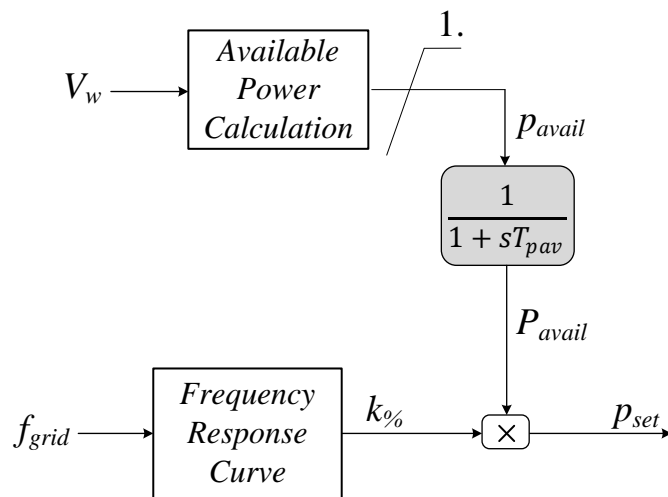 1.
Available
Power
Calculation
V_w
p_avail
1
1 + sT_pav
P_avail
Frequency
Response
Curve
f_grid
k_%
×
p_set